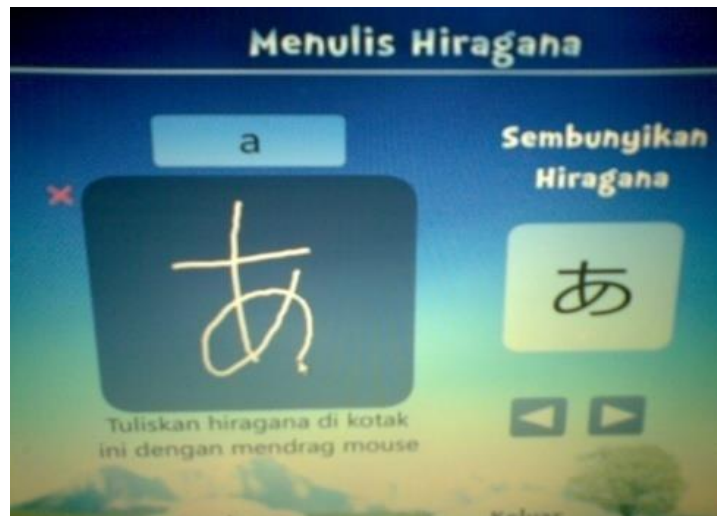 Menulis Hiragana
a
Sembunyikan
Hiragana
あ
あ
Tuliskan hiragana di kotak
ini dengan mendrag mouse